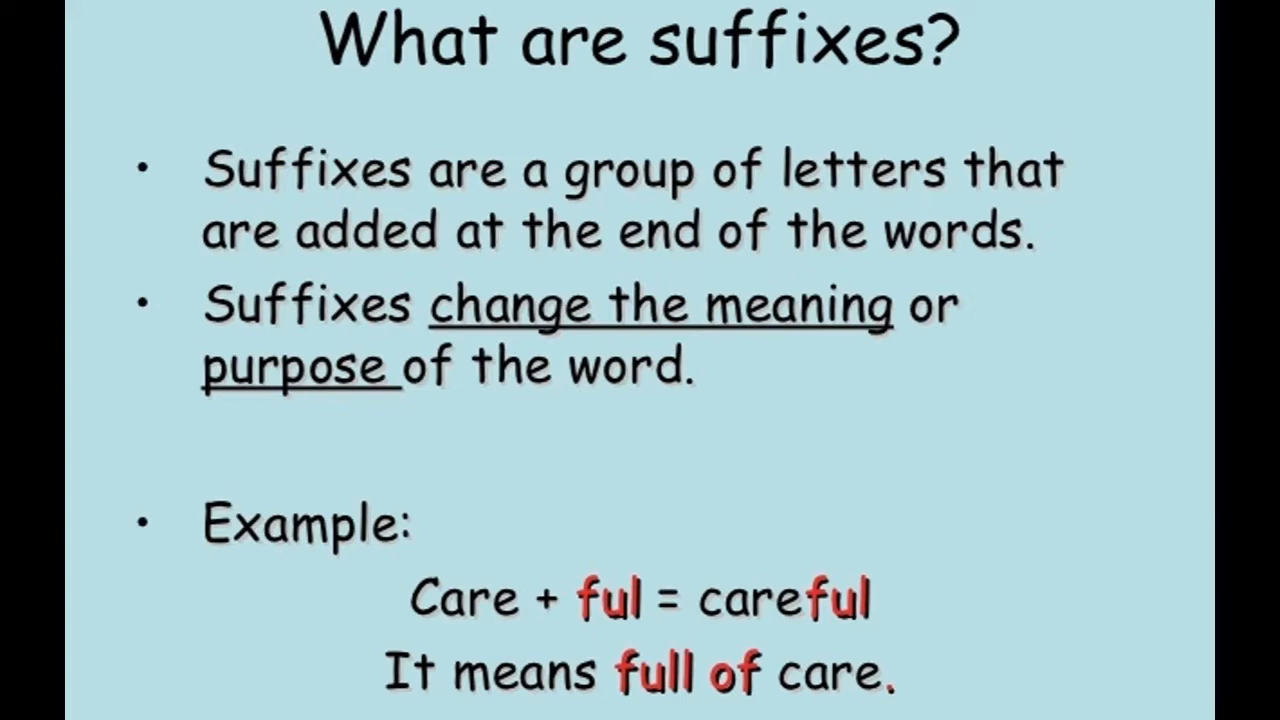 What are suffixes?
• Suffixes are a group of letters that
are added at the end of the words.
• Suffixes change the meaning or
purpose of the word.
• Example:
Care + ful = careful
It means full of care.